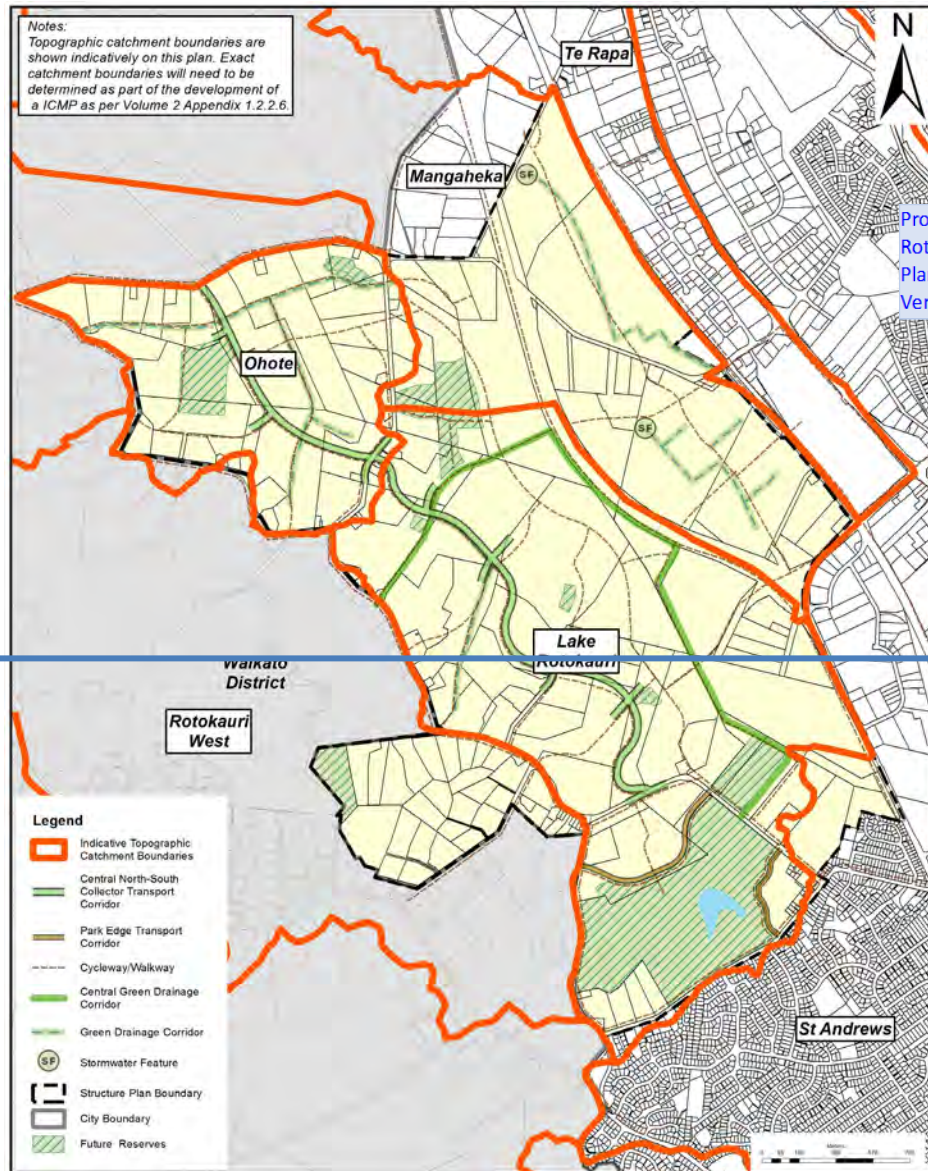 Notes:
Topographic catchment boundaries are
shown indicatively on this plan. Exact
catchment boundaries will need to be
determined as part of the development of
a ICMP as per Volume 2 Appendix 1.2.2.6.
N
Te Rapa
Mangaheka
SF
Pro
Rot
Pla
Ver
Ohote
SF
Lake
Rotokauri
Waikato
District
Rotokauri
West
St Andrews
Legend
Indicative Topographic
Catchment Boundaries
Central North-South
Collector Transport
Corridor
Park Edge Transport
Corridor
Cycleway/Walkway
Central Green Drainage
Corridor
Green Drainage Corridor
SF
Stormwater Feature
Structure Plan Boundary
City Boundary
Future Reserves